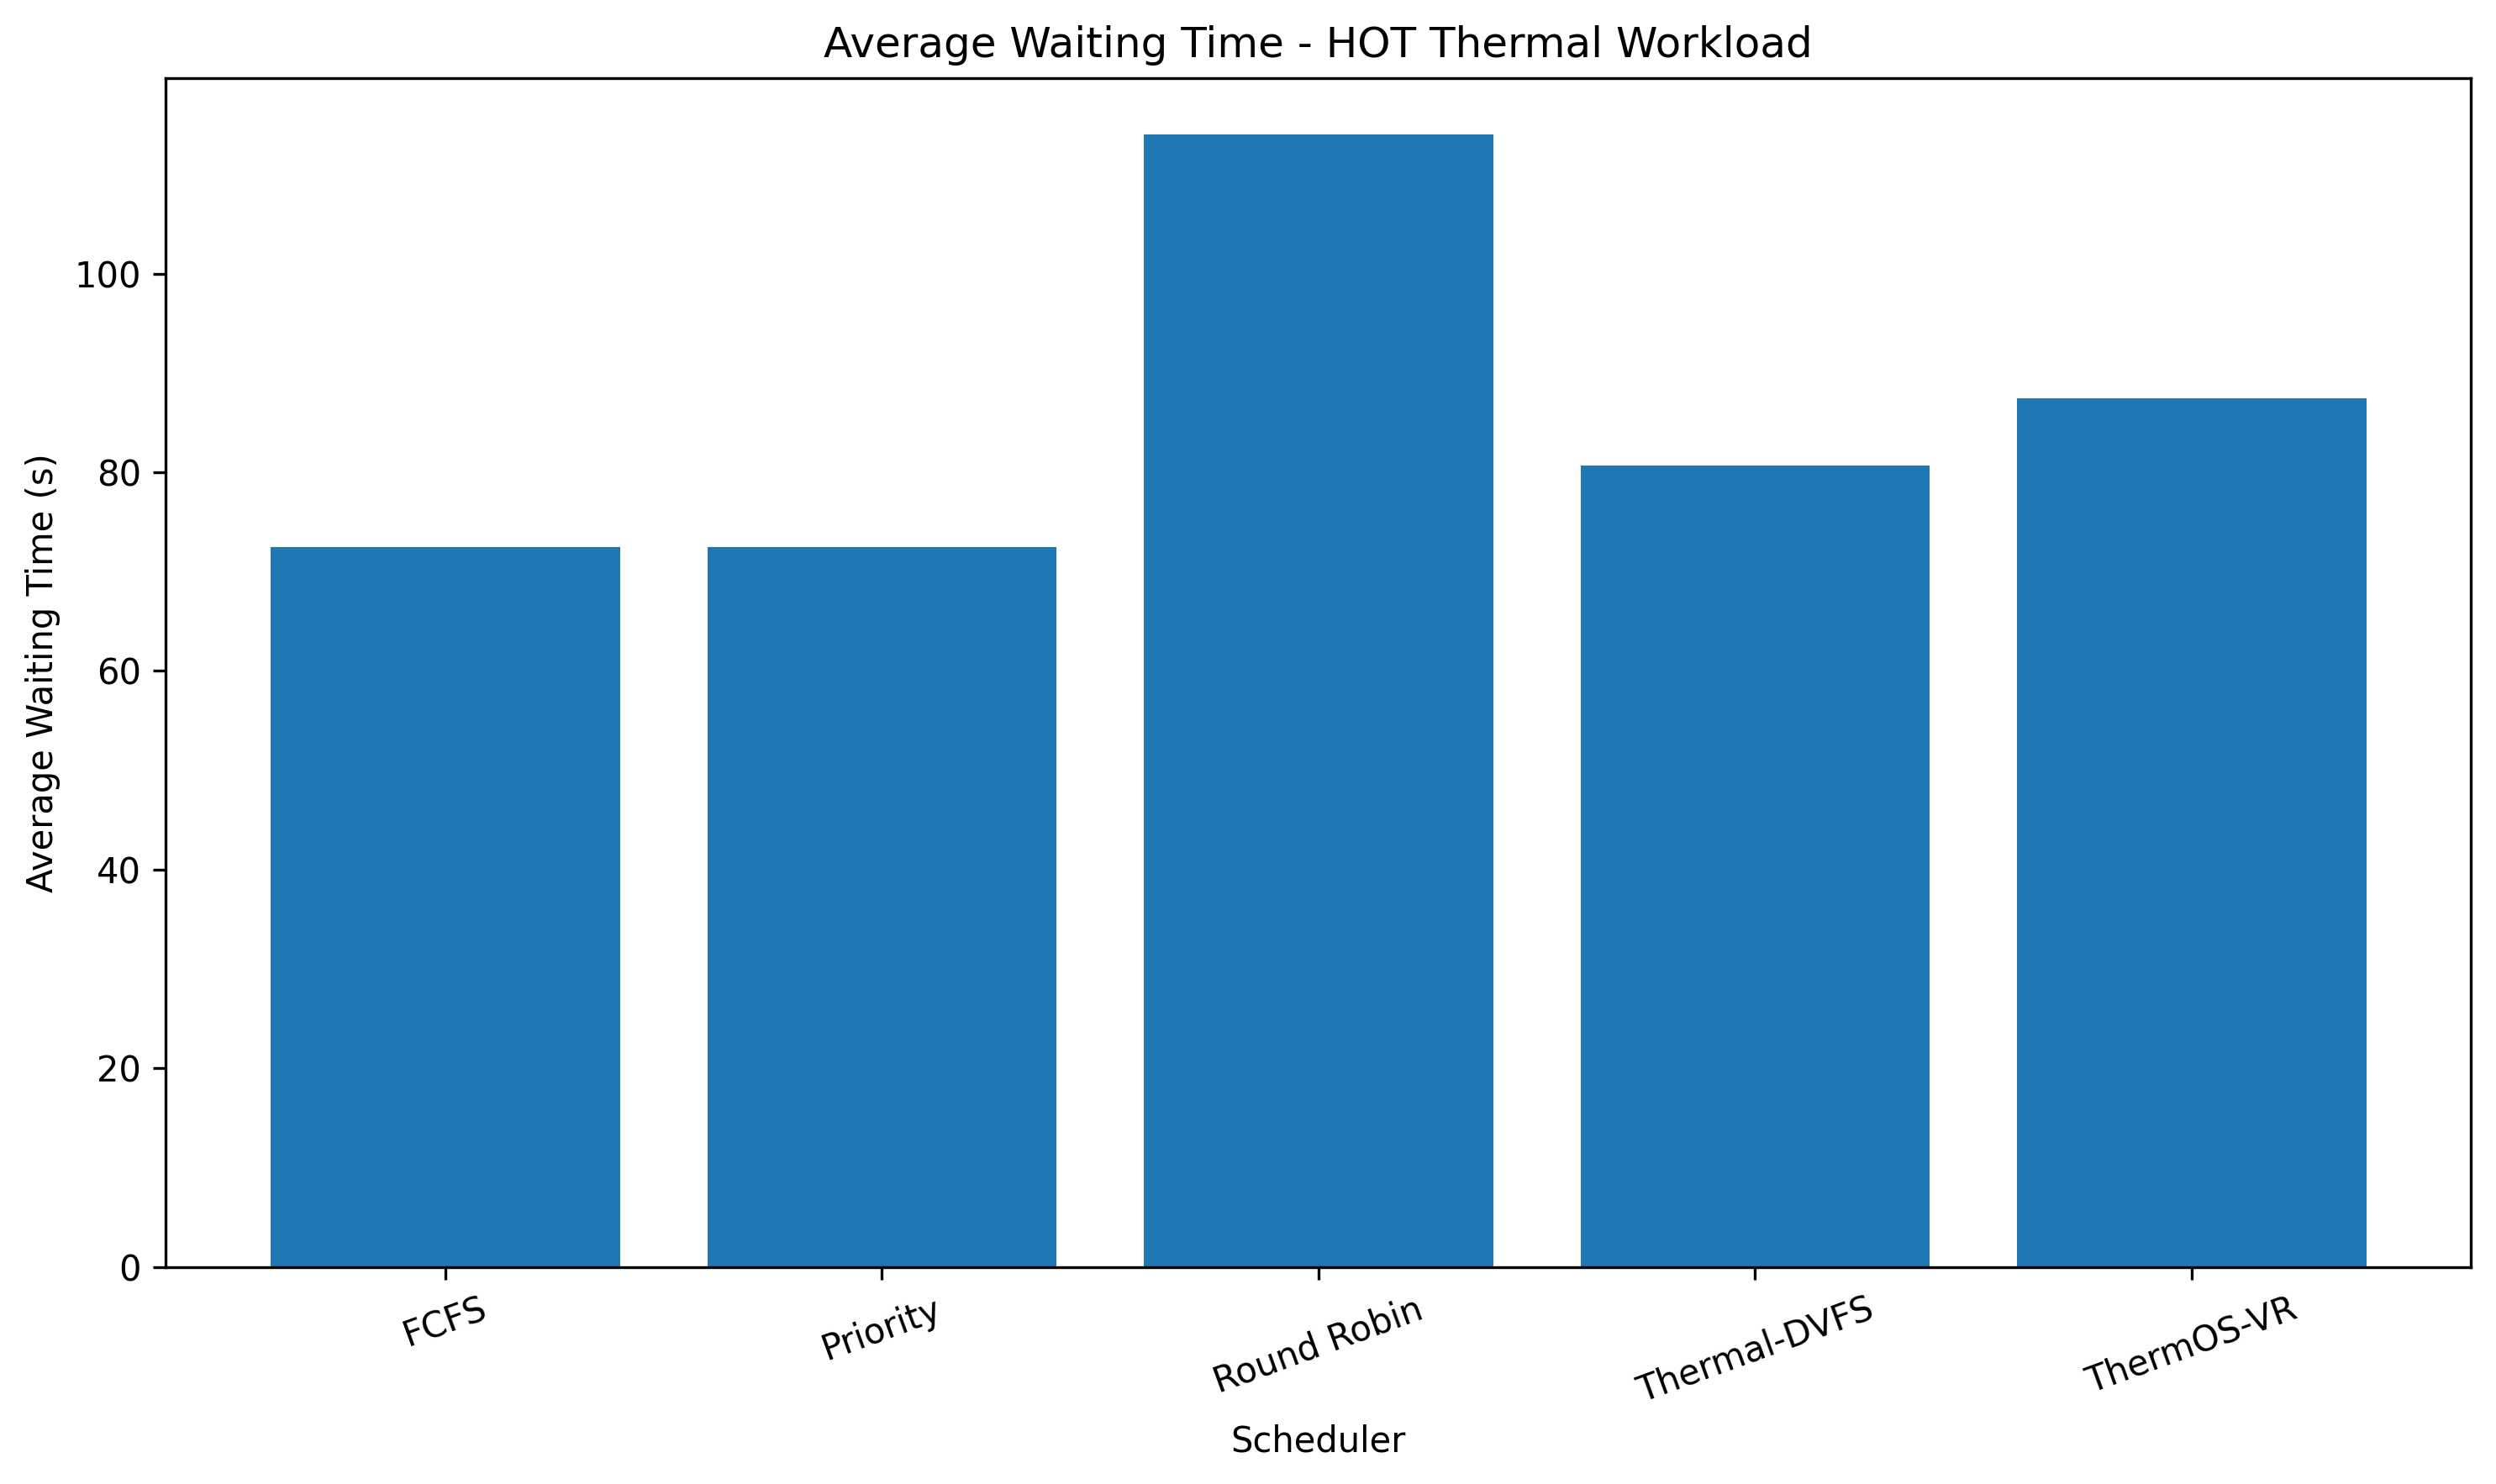 Average Waiting Time - HOT Thermal Workload
Average Waiting Time (s)
100
80
60
40
20
0
FCFS
Priority
Round Robin
Thermal-DVFS
ThermOS-VR
Scheduler